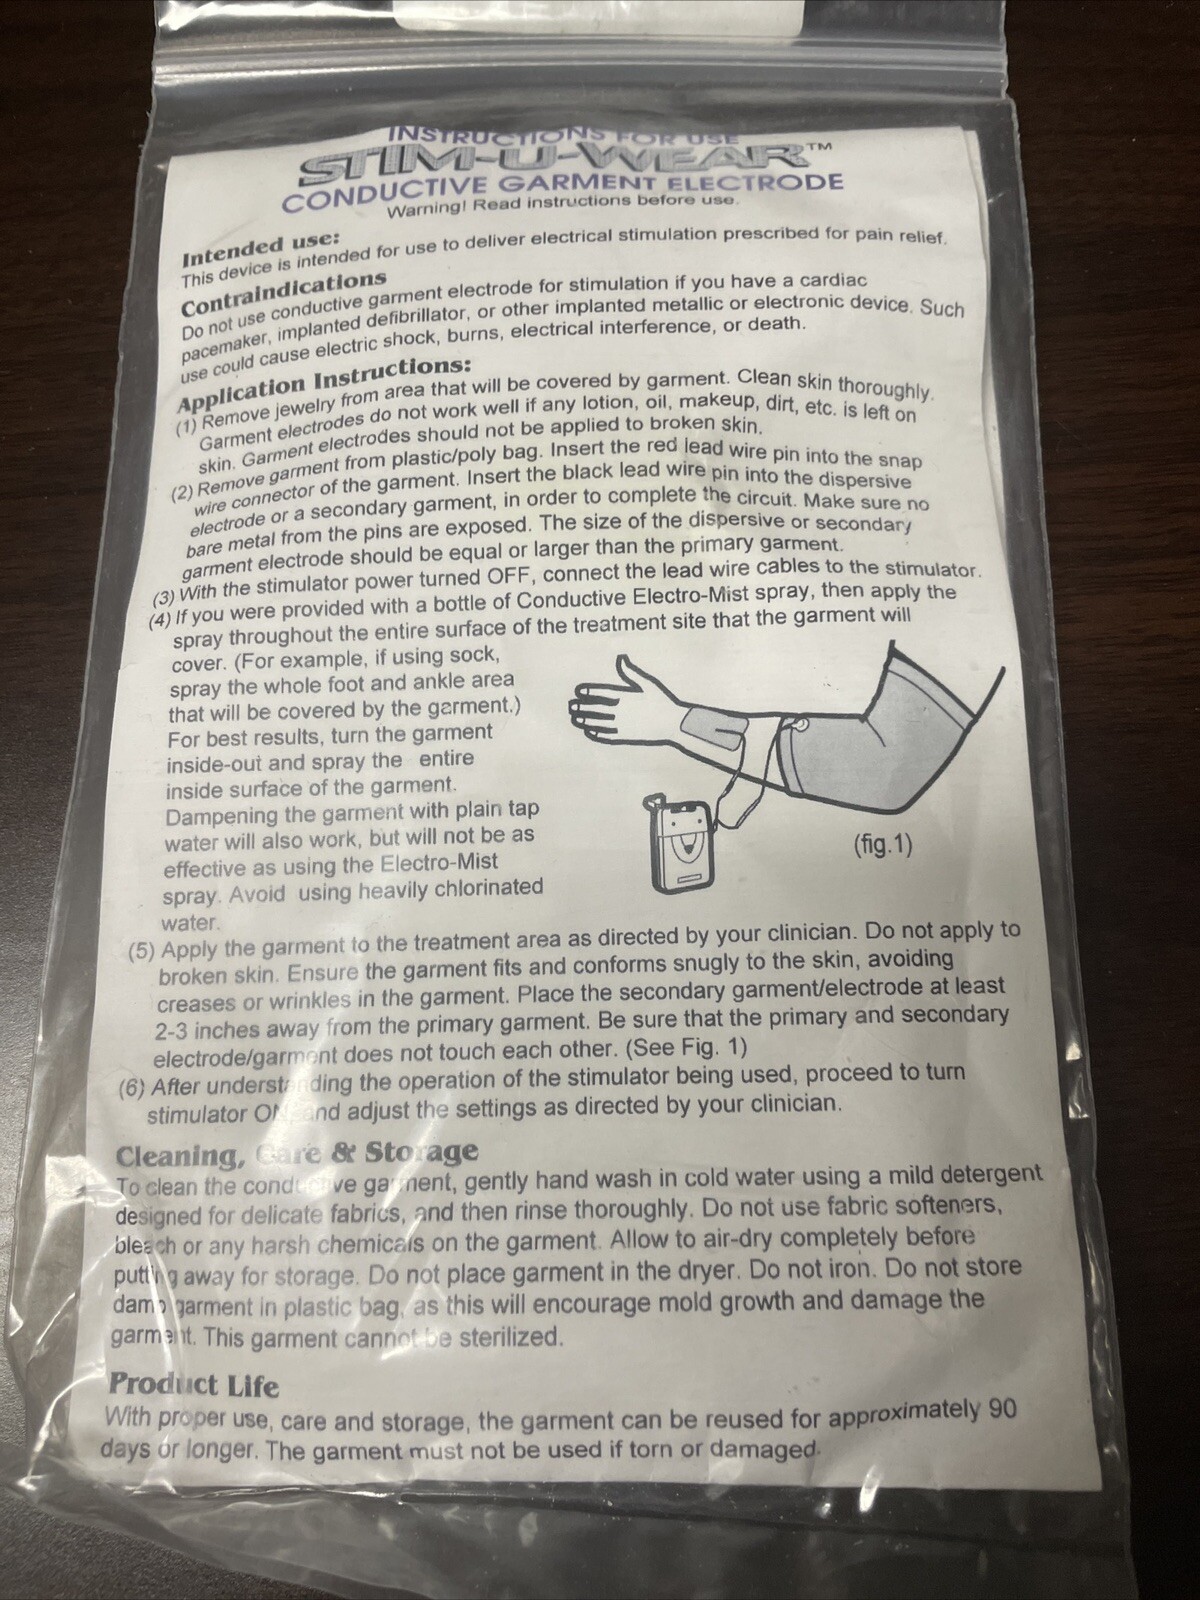 INSTRUCTIONS FOR USE
STIM-U-WEAR™
CONDUCTIVE GARMENT ELECTRODE
Warning! Read instructions before use.
Intended use:
This device is intended for use to deliver electrical stimulation prescribed for pain relief.
Contraindications
Do not use conductive garment electrode for stimulation if you have a cardiac
pacemaker, implanted defibrillator, or other implanted metallic or electronic device. Such
use could cause electric shock, burns, electrical interference, or death.
Application Instructions:
(1) Remove jewelry from area that will be covered by garment. Clean skin thoroughly.
Garment electrodes do not work well if any lotion, oil, makeup, dirt, etc. is left on
skin. Garment electrodes should not be applied to broken skin.
(2) Remove garment from plastic/poly bag. Insert the red lead wire pin into the snap
wire connector of the garment. Insert the black lead wire pin into the dispersive
electrode or a secondary garment, in order to complete the circuit. Make sure no
bare metal from the pins are exposed. The size of the dispersive or secondary
garment electrode should be equal or larger than the primary garment.
(3) With the stimulator power turned OFF, connect the lead wire cables to the stimulator.
(4) If you were provided with a bottle of Conductive Electro-Mist spray, then apply the
spray throughout the entire surface of the treatment site that the garment will
cover. (For example, if using sock,
spray the whole foot and ankle area
that will be covered by the garment.)
For best results, turn the garment
inside-out and spray the entire
inside surface of the garment.
Dampening the garment with plain tap
water will also work, but will not be as
effective as using the Electro-Mist
spray. Avoid using heavily chlorinated
water.
(fig.1)
(5) Apply the garment to the treatment area as directed by your clinician. Do not apply to
broken skin. Ensure the garment fits and conforms snugly to the skin, avoiding
creases or wrinkles in the garment. Place the secondary garment/electrode at least
2-3 inches away from the primary garment. Be sure that the primary and secondary
electrode/garment does not touch each other. (See Fig. 1)
(6) After understanding the operation of the stimulator being used, proceed to turn
stimulator ON and adjust the settings as directed by your clinician.
Cleaning, Care & Storage
To clean the conductive garment, gently hand wash in cold water using a mild detergent
designed for delicate fabrics, and then rinse thoroughly. Do not use fabric softeners,
bleach or any harsh chemicals on the garment. Allow to air-dry completely before
putting away for storage. Do not place garment in the dryer. Do not iron. Do not store
damp garment in plastic bag, as this will encourage mold growth and damage the
garment. This garment cannot be sterilized.
Product Life
With proper use, care and storage, the garment can be reused for approximately 90
days or longer. The garment must not be used if torn or damaged.